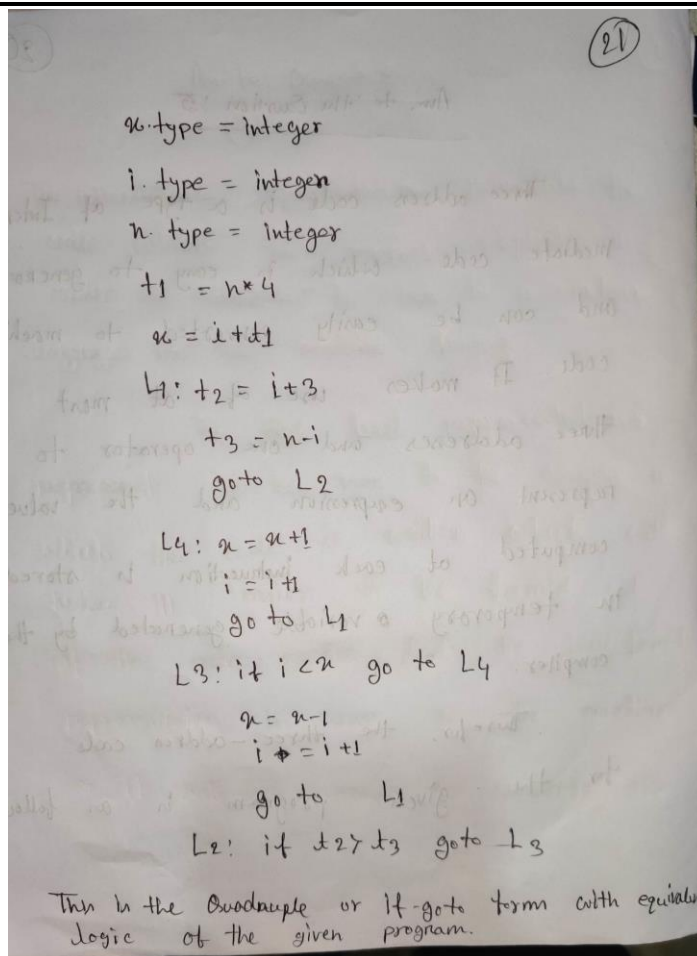 21
x.type = integer
i. type = integer
n. type = integer
t1 = n*4
x = i+t1
L1: t2 = i+3
t3 = n-i
goto L2
L4: x = x+1
i = i+1
go to L1
L3: if i<x go to L4
x = x-1
i = i+1
go to L1
L2: if t2> t3 goto L3
This is the Quadruple or if-goto form with
logic of the given program.